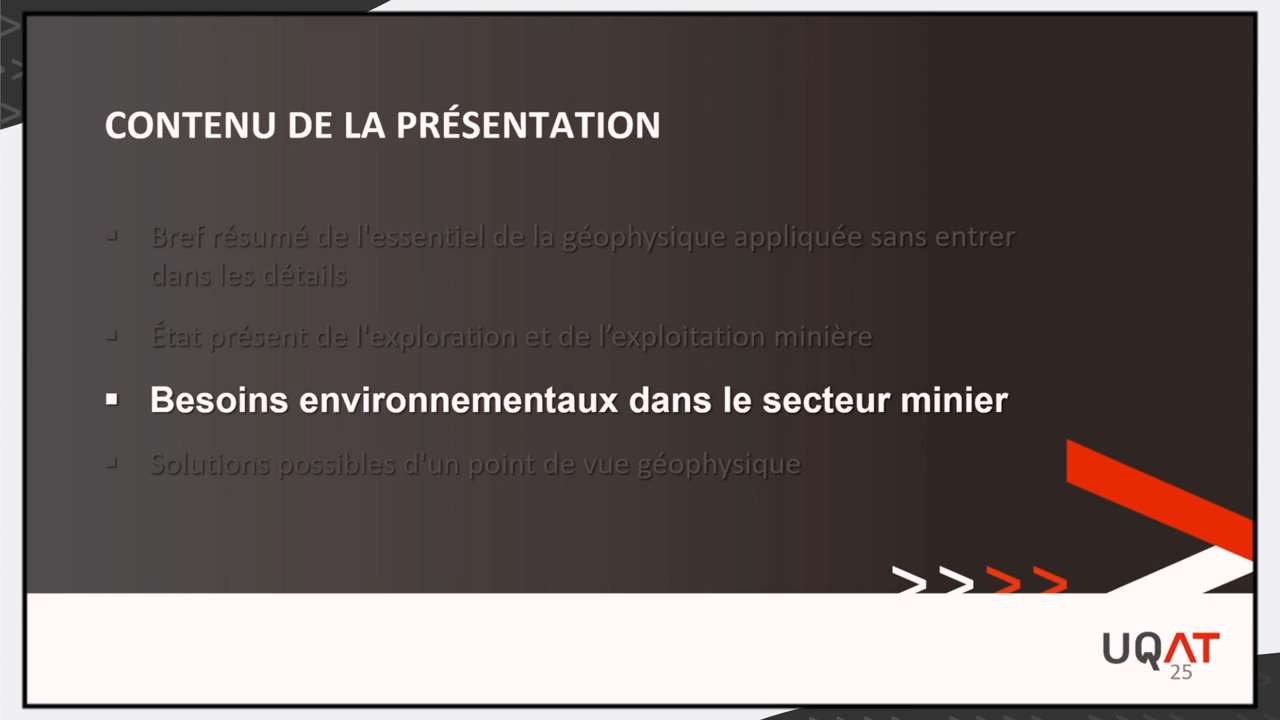 CONTENU DE LA PRÉSENTATION
▪ Bref résumé de l'essentiel de la géophysique appliquée sans entrer
dans les détails
▪ État présent de l'exploration et de l’exploitation minière
▪ Besoins environnementaux dans le secteur minier
▪ Solutions possibles d'un point de vue géophysique
>>>>
UQAT
25